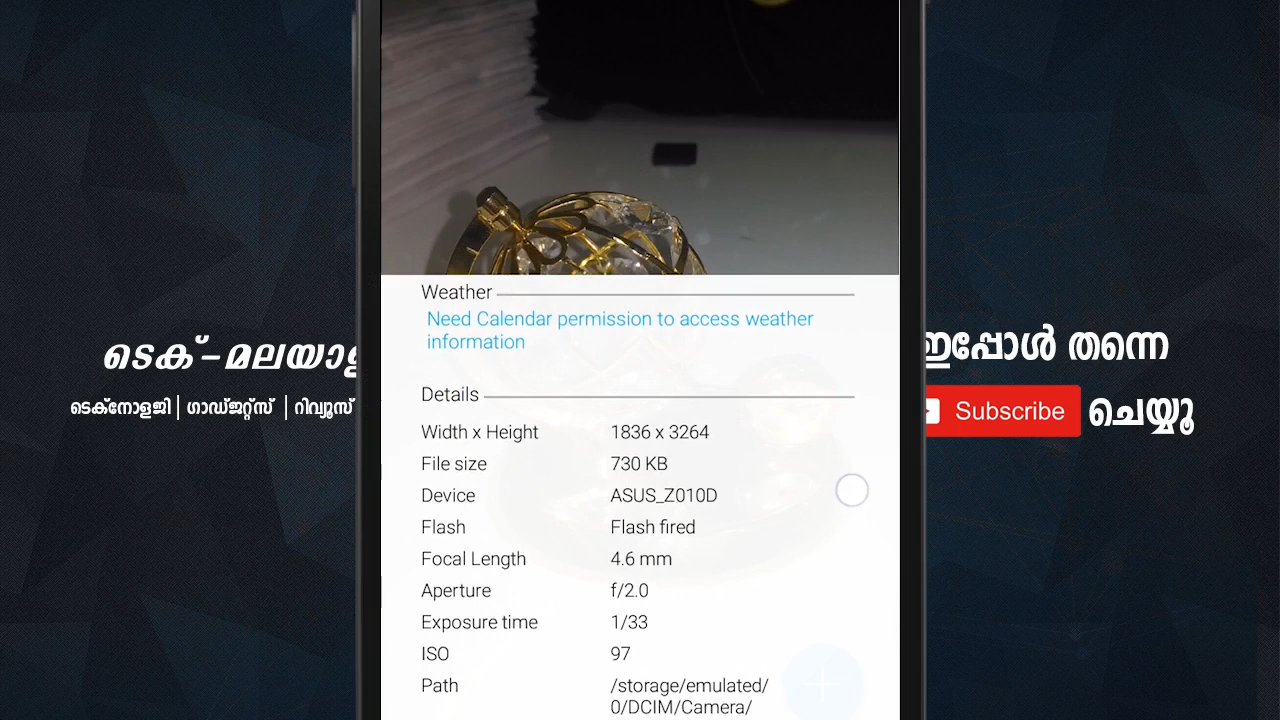 Weather
Need Calendar permission to access weather
information
Details
Width x Height 1836 x 3264
File size 730 KB
Device ASUS_Z010D
Flash Flash fired
Focal Length 4.6 mm
Aperture f/2.0
Exposure time 1/33
ISO 97
Path /storage/emulated/
0/DCIM/Camera/
ടെക്-മലയാള
ടെക്നോളജി | ഗാഡ്ജറ്റ്സ് | റിവ്യൂസ്
ഇപ്പോൾ തന്നെ
Subscribe ചെയ്യൂ